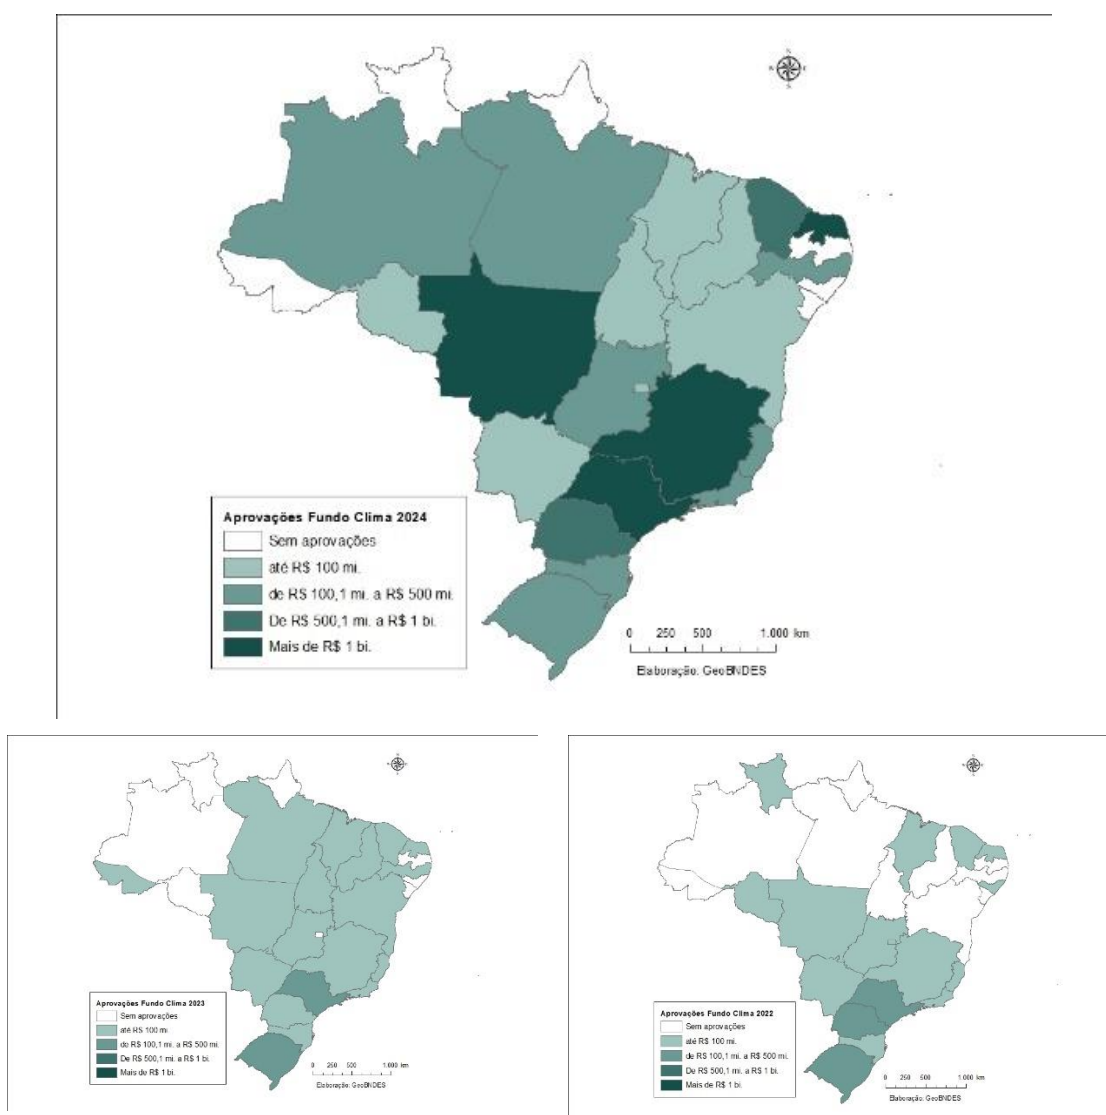 N
Aprovações Fundo Clima 2024
Sem aprovações
até R$ 100 mi.
de R$ 100,1 mi. a R$ 500 mi.
De R$ 500,1 mi. a R$ 1 bi.
Mais de R$ 1 bi.
0 250 500 1.000 km
Elaboração: GeoBNDES
Aprovações Fundo Clima 2023
Sem aprovações
até R$ 100 mi.
de R$ 100,1 mi. a R$ 500 mi.
De R$ 500,1 mi. a R$ 1 bi.
Mais de R$ 1 bi.
0 250 500 1.000 km
Elaboração: GeoBNDES
Aprovações Fundo Clima 2022
Sem aprovações
até R$ 100 mi.
de R$ 100,1 mi. a R$ 500 mi.
De R$ 500,1 mi. a R$ 1 bi.
Mais de R$ 1 bi.
0 250 500 1.000 km
Elaboração: GeoBNDES